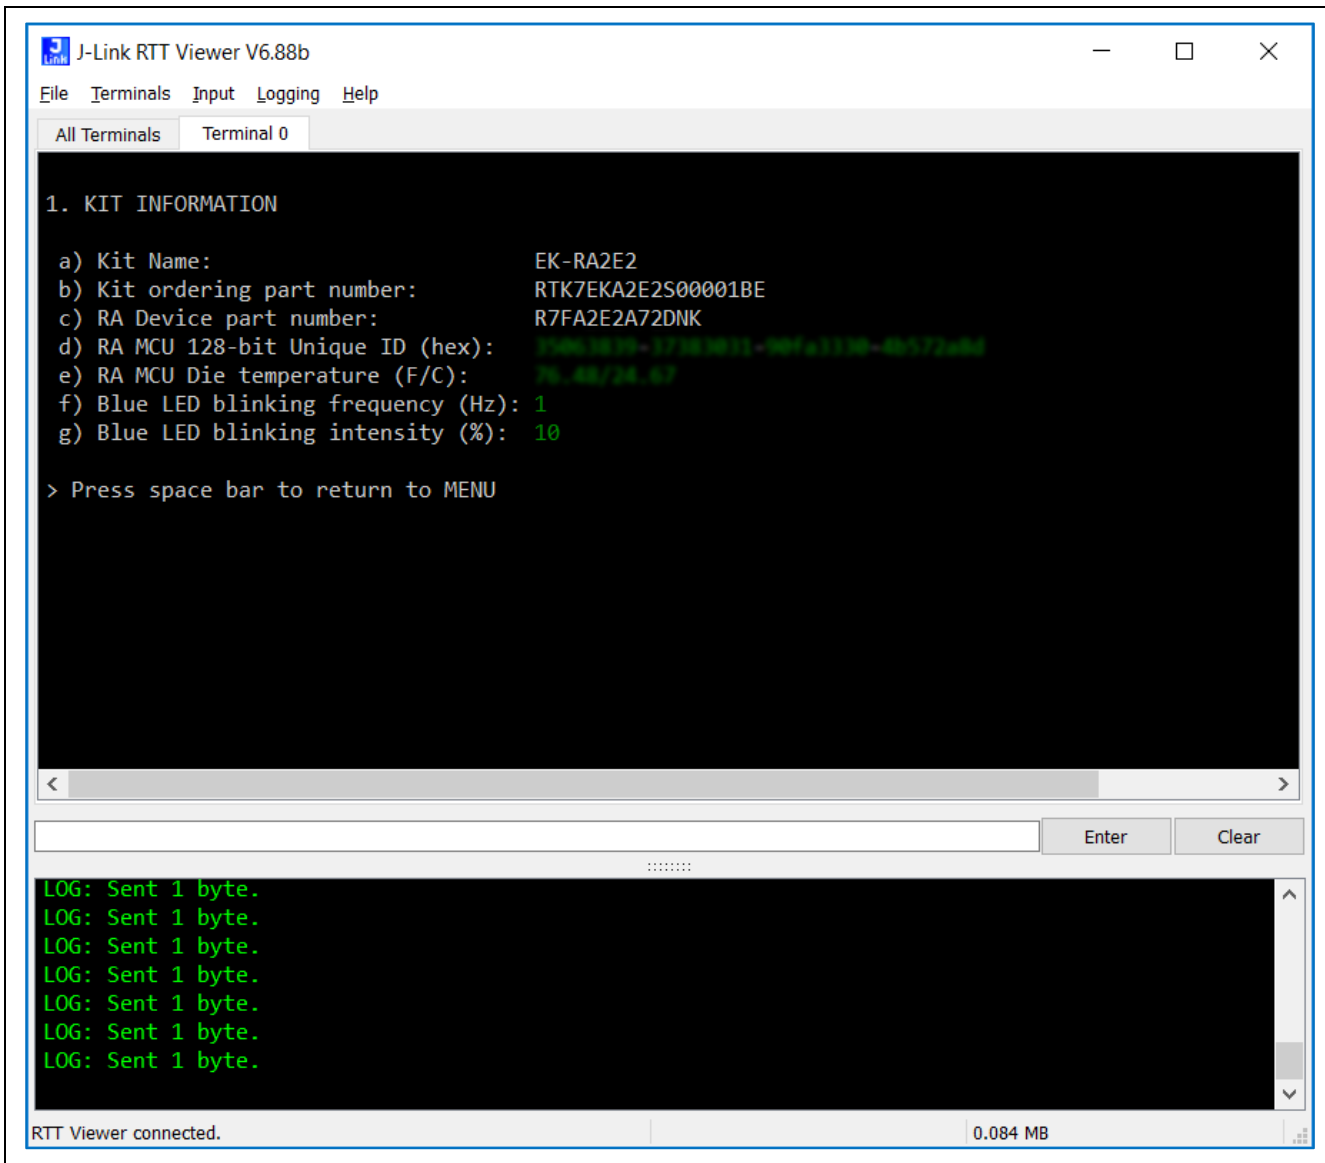 J-Link RTT Viewer V6.88b
File Terminals Input Logging Help
All Terminals Terminal 0
1. KIT INFORMATION
a) Kit Name: EK-RA2E2
b) Kit ordering part number: RTK7EKA2E2S00001BE
c) RA Device part number: R7FA2E2A72DNK
d) RA MCU 128-bit Unique ID (hex):
e) RA MCU Die temperature (F/C): 76.48/24.67
f) Blue LED blinking frequency (Hz): 1
g) Blue LED blinking intensity (%): 10
> Press space bar to return to MENU
Enter Clear
LOG: Sent 1 byte.
LOG: Sent 1 byte.
LOG: Sent 1 byte.
LOG: Sent 1 byte.
LOG: Sent 1 byte.
LOG: Sent 1 byte.
LOG: Sent 1 byte.
RTT Viewer connected. 0.084 MB